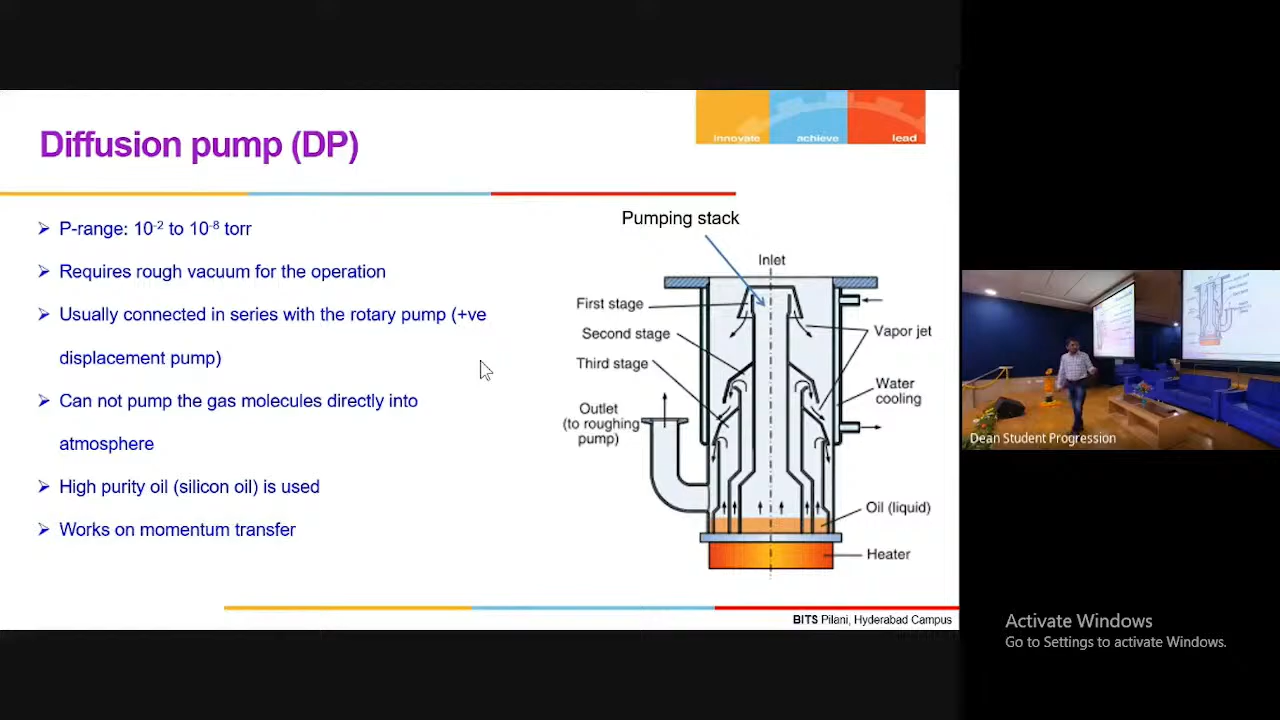 innovate achieve lead
Diffusion pump (DP)
➢ P-range: 10⁻² to 10⁻⁸ torr
➢ Requires rough vacuum for the operation
➢ Usually connected in series with the rotary pump (+ve
displacement pump)
➢ Can not pump the gas molecules directly into
atmosphere
➢ High purity oil (silicon oil) is used
➢ Works on momentum transfer
Pumping stack
Inlet
First stage
Second stage
Third stage
Outlet
(to roughing
pump)
Vapor jet
Water
cooling
Oil (liquid)
Heater
BITS Pilani, Hyderabad Campus
Dean Student Progression
Activate Windows
Go to Settings to activate Windows.